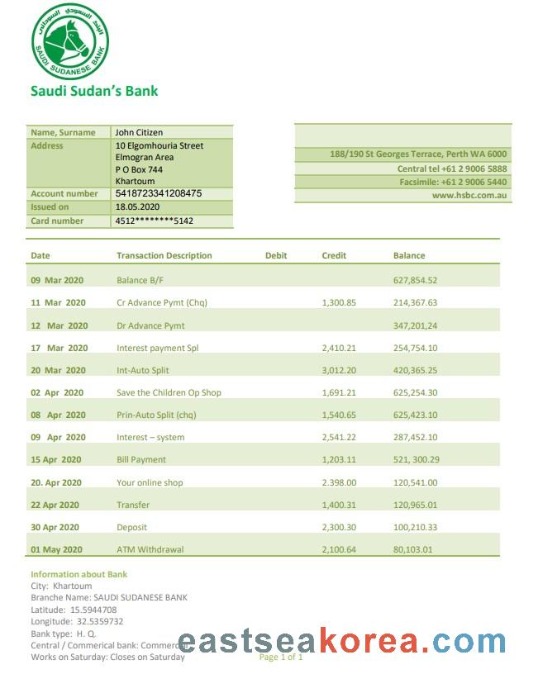 SAUDI SUDANESE BANK
Saudi Sudan's Bank
Name, Surname John Citizen
Address 10 Elgomhouria Street
Elmogran Area
P O Box 744
Khartoum
Account number 5418723341208475
Issued on 18.05.2020
Card number 4512********5142
188/190 St Georges Terrace, Perth WA 6000
Central tel +61 2 9006 5888
Facsimile: +61 2 9006 5440
www.hsbc.com.au
Date Transaction Description Debit Credit Balance
09 Mar 2020 Balance B/F 627,854.52
11 Mar 2020 Cr Advance Pymt (Chq) 1,300.85 214,367.63
12 Mar 2020 Dr Advance Pymt 347,201,24
17 Mar 2020 Interest payment Spl 2,410.21 254,754.10
20 Mar 2020 Int-Auto Split 3,012.20 420,365.25
02 Apr 2020 Save the Children Op Shop 1,691.21 625,254.30
08 Apr 2020 Prin-Auto Split (chq) 1,540.65 625,423.10
09 Apr 2020 Interest – system 2,541.22 287,452.10
15 Apr 2020 Bill Payment 1,203.11 521, 300.29
20. Apr 2020 Your online shop 2.398.00 120,541.00
22 Apr 2020 Transfer 1,400.31 120,965.01
30 Apr 2020 Deposit 2,300.30 100,210.33
01 May 2020 ATM Withdrawal 2,100.64 80,103.01
Information about Bank
City: Khartoum
Branche Name: SAUDI SUDANESE BANK
Latitude: 15.5944708
Longitude: 32.5359732
Bank type: H. Q.
Central / Commerical bank:
Works on Saturday: Closes on Saturday
Page 1 of 1
eastseakorea.com